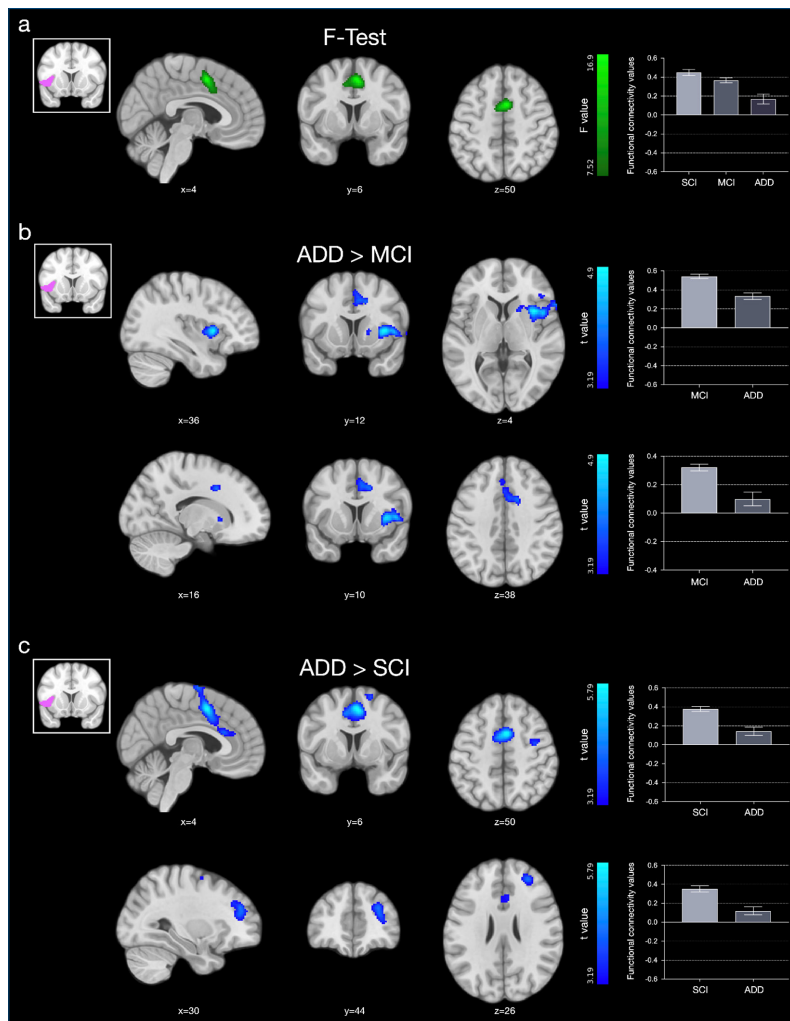 a
F-Test
x=4
y=6
z=50
16.9
F value
7.52
Functional connectivity values
0.6
0.4
0.2
0.0
-0.2
-0.4
-0.6
SCI MCI ADD
b
ADD > MCI
x=36
y=12
z=4
4.9
t value
3.19
Functional connectivity values
0.6
0.4
0.2
0.0
-0.2
-0.4
-0.6
MCI ADD
x=16
y=10
z=38
4.9
t value
3.19
Functional connectivity values
0.4
0.2
0.0
-0.2
-0.4
MCI ADD
c
ADD > SCI
x=4
y=6
z=50
5.79
t value
3.19
Functional connectivity values
0.6
0.4
0.2
0.0
-0.2
-0.4
-0.6
SCI ADD
x=30
y=44
z=26
5.79
t value
3.19
Functional connectivity values
0.6
0.4
0.2
0.0
-0.2
-0.4
-0.6
SCI ADD